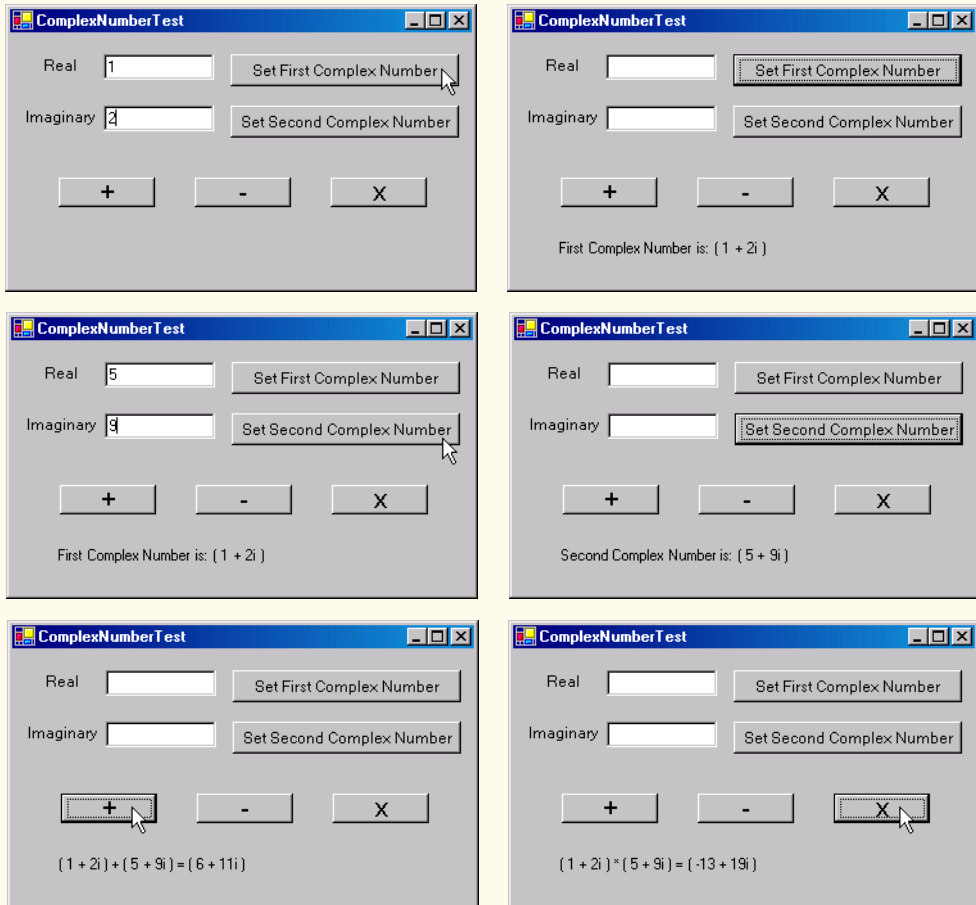 ComplexNumberTest
Real 1 Set First Complex Number
Imaginary 2 Set Second Complex Number
+ - X
ComplexNumberTest
Real Set First Complex Number
Imaginary Set Second Complex Number
+ - X
First Complex Number is: ( 1 + 2i )
ComplexNumberTest
Real 5 Set First Complex Number
Imaginary 9 Set Second Complex Number
+ - X
First Complex Number is: ( 1 + 2i )
ComplexNumberTest
Real Set First Complex Number
Imaginary Set Second Complex Number
+ - X
Second Complex Number is: ( 5 + 9i )
ComplexNumberTest
Real Set First Complex Number
Imaginary Set Second Complex Number
+ - X
( 1 + 2i ) + ( 5 + 9i ) = ( 6 + 11i )
ComplexNumberTest
Real Set First Complex Number
Imaginary Set Second Complex Number
+ - X
( 1 + 2i ) * ( 5 + 9i ) = ( -13 + 19i )